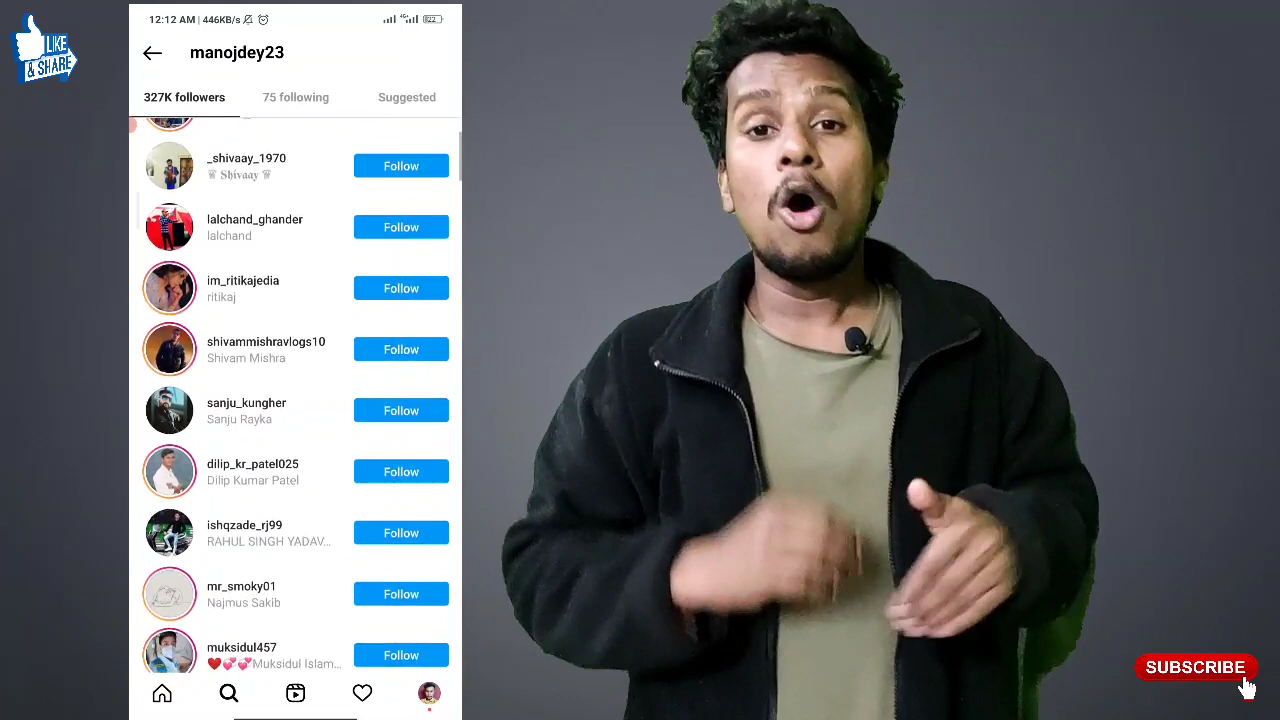 LIKE
& SHARE
12:12 AM | 446KB/s
4G
22
manojdey23
327K followers
75 following
Suggested
_shivaay_1970
Follow
♕ 𝕾𝖍𝖎𝖛𝖆𝖆𝖞 ♕
lalchand_ghander
Follow
lalchand
im_ritikajedia
Follow
ritikaj
shivammishravlogs10
Follow
Shivam Mishra
sanju_kungher
Follow
Sanju Rayka
dilip_kr_patel025
Follow
Dilip Kumar Patel
ishqzade_rj99
Follow
RAHUL SINGH YADAV...
mr_smoky01
Follow
Najmus Sakib
muksidul457
Follow
❤️💞💞Muksidul Islam...
SUBSCRIBE